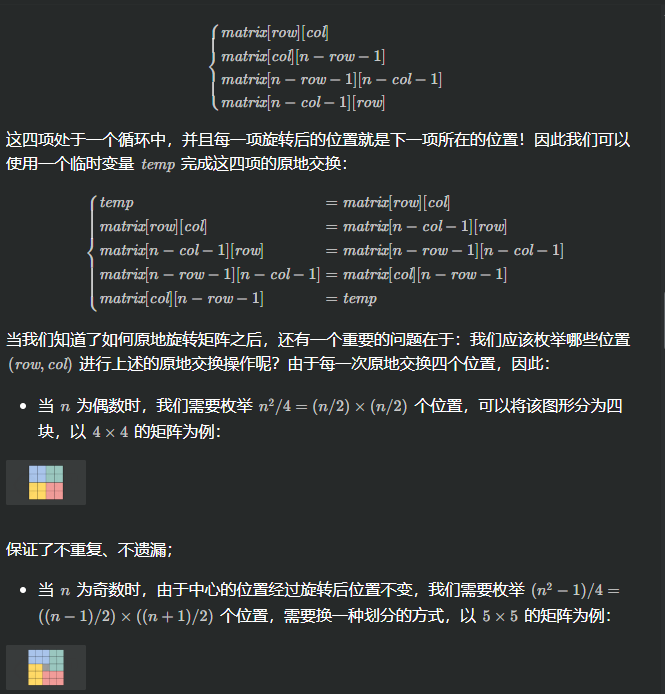 matrix[row][col]
matrix[col][n − row − 1]
matrix[n − row − 1][n − col − 1]
matrix[n − col − 1][row]
这四项处于一个循环中，并且每一项旋转后的位置就是下一项所在的位置！因此我们可以
使用一个临时变量 temp 完成这四项的原地交换：
temp = matrix[row][col]
matrix[row][col] = matrix[n − col − 1][row]
matrix[n − col − 1][row] = matrix[n − row − 1][n − col − 1]
matrix[n − row − 1][n − col − 1] = matrix[col][n − row − 1]
matrix[col][n − row − 1] = temp
当我们知道了如何原地旋转矩阵之后，还有一个重要的问题在于：我们应该枚举哪些位置
(row, col) 进行上述的原地交换操作呢？由于每一次原地交换四个位置，因此：
• 当 n 为偶数时，我们需要枚举 n²/4 = (n/2) × (n/2) 个位置，可以将该图形分为四
块，以 4 × 4 的矩阵为例：
保证了不重复、不遗漏；
• 当 n 为奇数时，由于中心的位置经过旋转后位置不变，我们需要枚举 (n² − 1)/4 =
((n − 1)/2) × ((n + 1)/2) 个位置，需要换一种划分的方式，以 5 × 5 的矩阵为例：